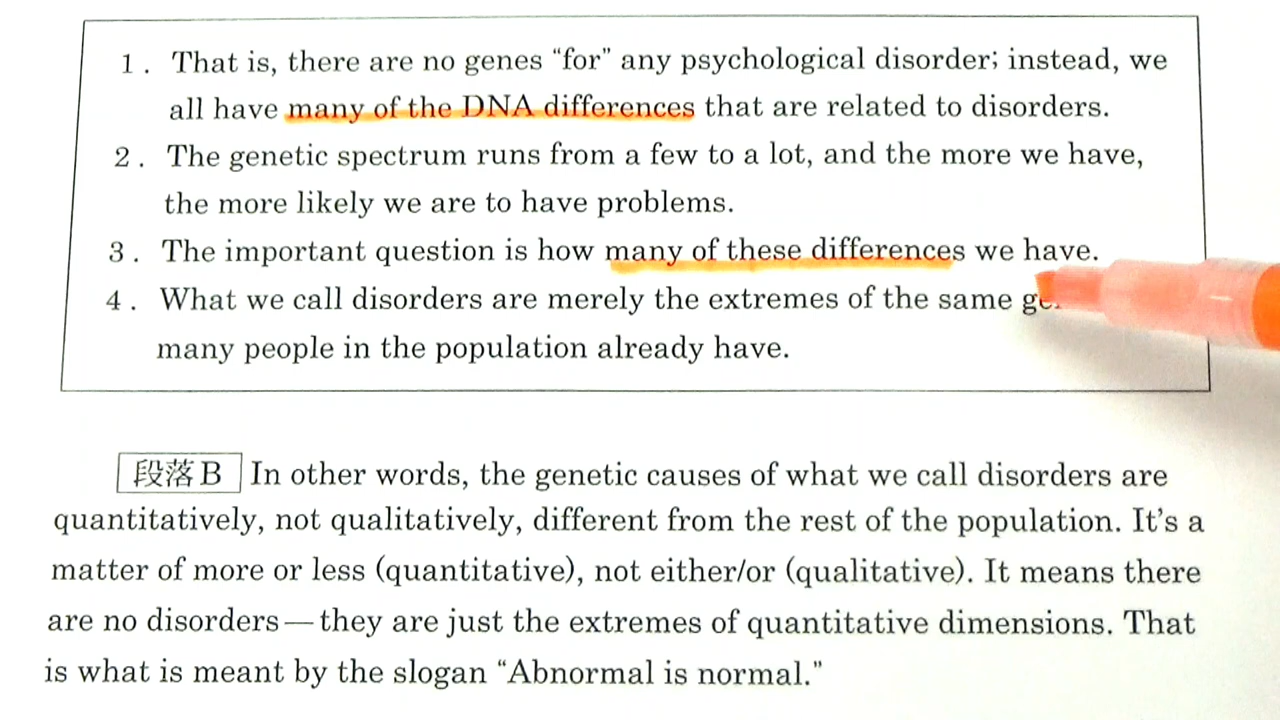 1. That is, there are no genes “for” any psychological disorder; instead, we
all have many of the DNA differences that are related to disorders.
2. The genetic spectrum runs from a few to a lot, and the more we have,
the more likely we are to have problems.
3. The important question is how many of these differences we have.
4. What we call disorders are merely the extremes of the same
many people in the population already have.
段落B In other words, the genetic causes of what we call disorders are
quantitatively, not qualitatively, different from the rest of the population. It’s a
matter of more or less (quantitative), not either/or (qualitative). It means there
are no disorders—they are just the extremes of quantitative dimensions. That
is what is meant by the slogan “Abnormal is normal.”